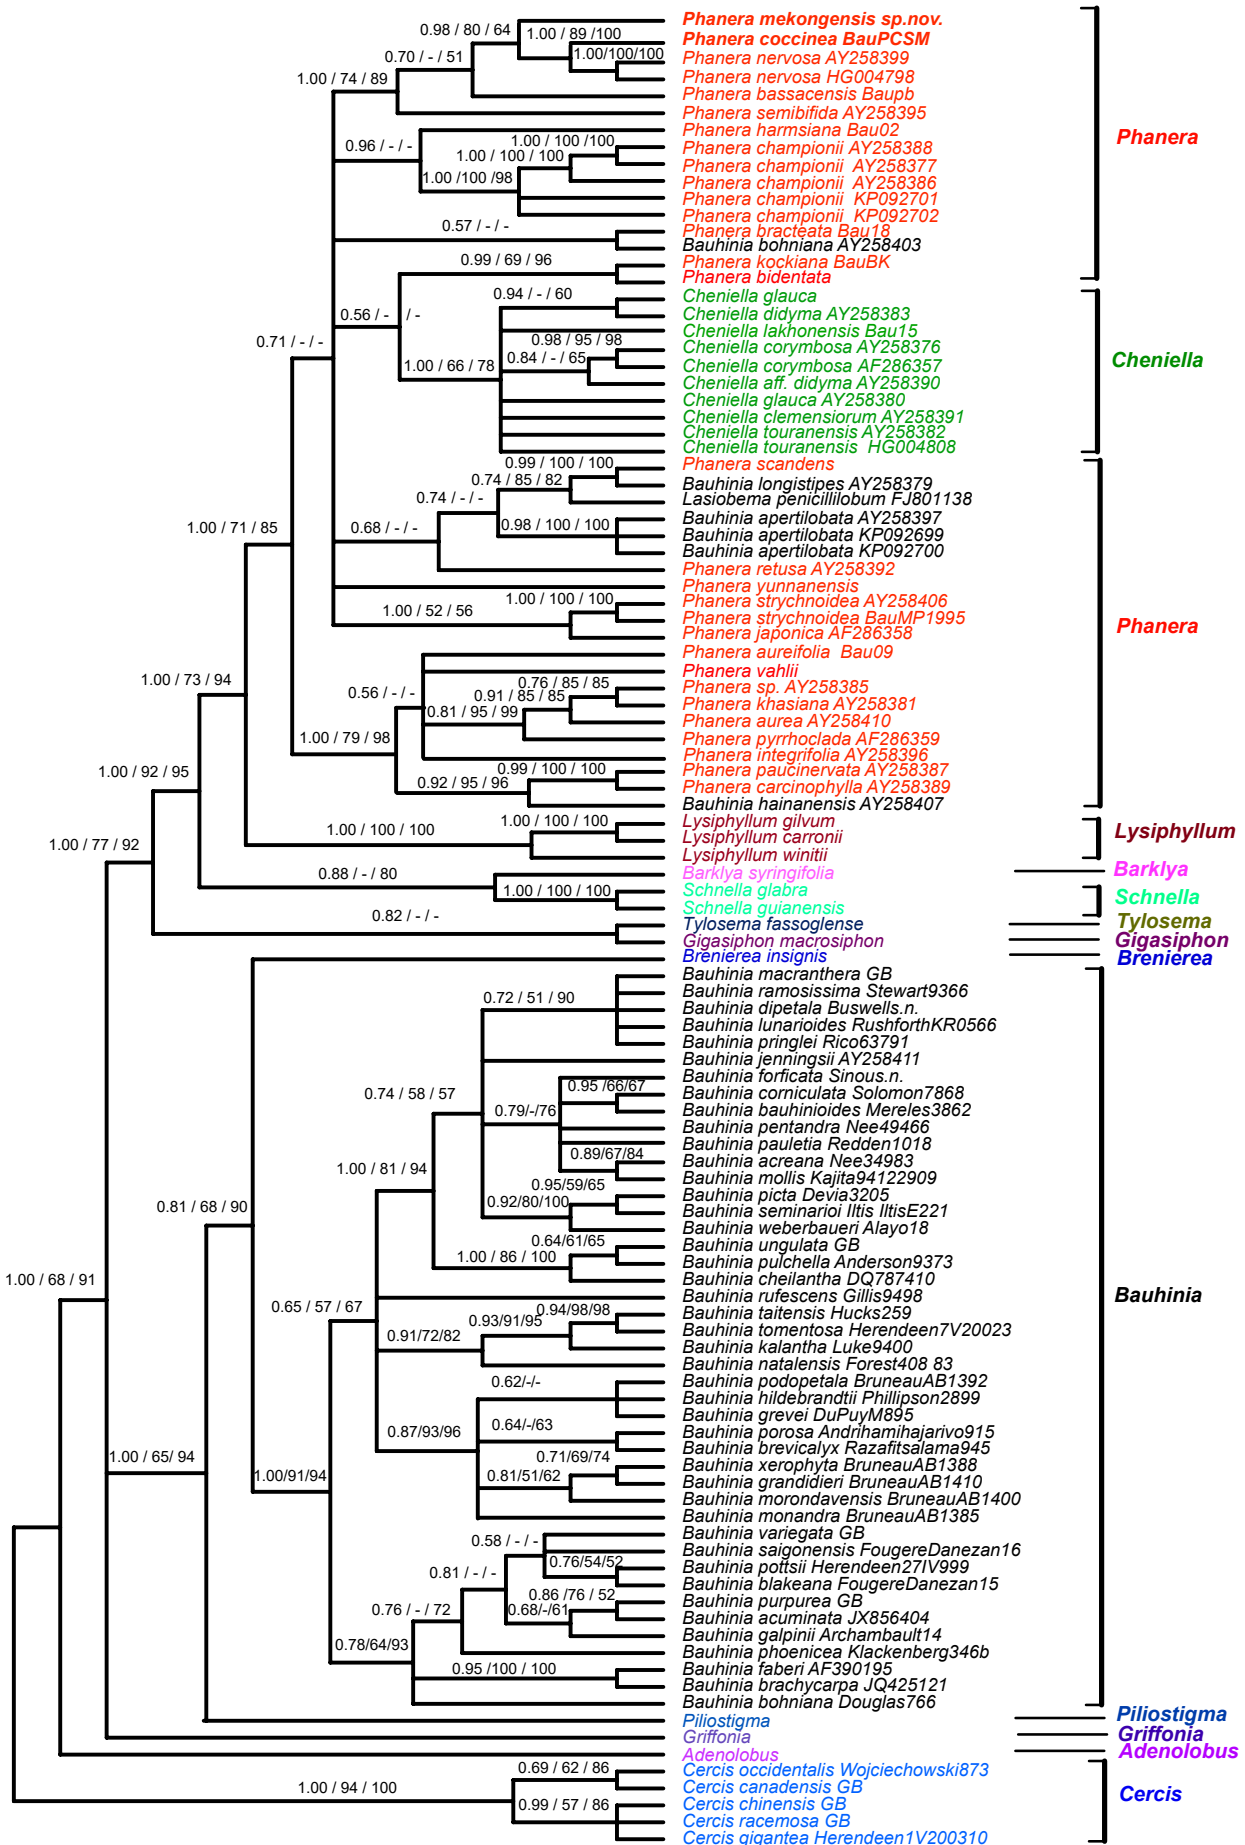 Phanera mekongensis sp.nov.
0.98 / 80 / 64
1.00 / 89 /100
Phanera coccinea BauPCSM
1.00/100/100
Phanera nervosa AY258399
0.70 / - / 51
Phanera nervosa HG004798
1.00 / 74 / 89
Phanera bassacensis Baupb
Phanera semibifida AY258395
Phanera harmsiana Bau02
Phanera
0.96 / - / -
1.00 / 100 /100
Phanera championii AY258388
1.00 / 100 / 100
Phanera championii AY258377
1.00 /100 /98
Phanera championii AY258386
Phanera championii KP092701
Phanera championii KP092702
0.57 / - / -
Phanera bracteata Bau18
Bauhinia bohniana AY258403
0.99 / 69 / 96
Phanera kockiana BauBK
Phanera bidentata
0.94 / - / 60
Cheniella glauca
0.56 / - / -
Cheniella didyma AY258383
Cheniella lakhonensis Bau15
0.71/ - / -
0.98 / 95 / 98
Cheniella corymbosa AY258376
Cheniella
1.00 / 66 / 78
0.84 / - / 65
Cheniella corymbosa AF286357
Cheniella aff. didyma AY258390
Cheniella glauca AY258380
Cheniella clemensiorum AY258391
Cheniella touranensis AY258382
Cheniella touranensis HG004808
0.99 / 100 / 100
Phanera scandens
0.74 / 85 / 82
Bauhinia longistipes AY258379
0.74 / - / -
Lasiobema penicillilobum FJ801138
1.00 / 71 / 85
0.68 / - / -
0.98 / 100 / 100
Bauhinia apertilobata AY258397
Bauhinia apertilobata KP092699
Bauhinia apertilobata KP092700
Phanera retusa AY258392
Phanera yunnanensis
1.00 / 52 / 56
1.00 / 100 / 100
Phanera strychnoidea AY258406
Phanera strychnoidea BauMP1995
Phanera
Phanera japonica AF286358
Phanera aureifolia Bau09
1.00 / 73 / 94
Phanera vahlii
0.56 / - / -
0.76 / 85 / 85
Phanera sp. AY258385
0.91 / 85 / 85
Phanera khasiana AY258381
0.81 / 95 / 99
Phanera aurea AY258410
1.00 / 79 / 98
Phanera pyrrhoclada AF286359
Phanera integrifolia AY258396
1.00 / 92 / 95
0.99 / 100 / 100
Phanera paucinervata AY258387
0.92 / 95 / 96
Phanera carcinophylla AY258389
Bauhinia hainanensis AY258407
1.00 / 100 / 100
1.00 / 100 / 100
Lysiphyllum gilvum
Lysiphyllum carronii
Lysiphyllum
1.00 / 77 / 92
Lysiphyllum winitii
0.88 / - / 80
Barklya syringifolia
Barklya
1.00 / 100 / 100
Schnella glabra
Schnella
Schnella guianensis
0.82 / - / -
Tylosema fassoglense
Tylosema
Gigasiphon macrosiphon
Gigasiphon
Brenierea insignis
Brenierea
Bauhinia macranthera GB
0.72 / 51 / 90
Bauhinia ramosissima Stewart9366
Bauhinia dipetala Buswells.n.
Bauhinia lunarioides RushforthKR0566
Bauhinia pringlei Rico63791
Bauhinia jenningsii AY258411
Bauhinia forficata Sinous.n.
0.74 / 58 / 57
0.95 /66/67
Bauhinia corniculata Solomon7868
0.79/-/76
Bauhinia bauhinioides Mereles3862
Bauhinia pentandra Nee49466
Bauhinia pauletia Redden1018
0.89/67/84
Bauhinia acreana Nee34983
1.00 / 81 / 94
Bauhinia mollis Kajita94122909
0.95/59/65
Bauhinia picta Devia3205
0.81 / 68 / 90
0.92/80/100
Bauhinia seminarioi Iltis IltisE221
Bauhinia weberbaueri Alayo18
0.64/61/65
Bauhinia ungulata GB
1.00 / 86 / 100
Bauhinia pulchella Anderson9373
1.00 / 68 / 91
Bauhinia cheilantha DQ787410
Bauhinia rufescens Gillis9498
Bauhinia
0.65 / 57 / 67
0.94/98/98
Bauhinia taitensis Hucks259
0.93/91/95
Bauhinia tomentosa Herendeen7V20023
0.91/72/82
Bauhinia kalantha Luke9400
Bauhinia natalensis Forest408 83
0.62/-/-
Bauhinia podopetala BruneauAB1392
Bauhinia hildebrandtii Phillipson2899
Bauhinia grevei DuPuyM895
0.87/93/96
0.64/-/63
Bauhinia porosa Andrihamihajarivo915
Bauhinia brevicalyx Razafitsalama945
1.00 / 65/ 94
0.71/69/74
Bauhinia xerophyta BruneauAB1388
1.00/91/94
0.81/51/62
Bauhinia grandidieri BruneauAB1410
Bauhinia morondavensis BruneauAB1400
Bauhinia monandra BruneauAB1385
0.58 / - / -
Bauhinia variegata GB
Bauhinia saigonensis FougereDanezan16
0.76/54/52
Bauhinia pottsii Herendeen27IV999
0.81 / - / -
Bauhinia blakeana FougereDanezan15
0.86 /76 / 52
Bauhinia purpurea GB
0.76 / - / 72
0.68/-/61
Bauhinia acuminata JX856404
Bauhinia galpinii Archambault14
0.78/64/93
Bauhinia phoenicea Klackenberg346b
0.95 /100 / 100
Bauhinia faberi AF390195
Bauhinia brachycarpa JQ425121
Bauhinia bohniana Douglas766
Piliostigma
Piliostigma
Griffonia
Griffonia
Adenolobus
Adenolobus
0.69 / 62 / 86
Cercis occidentalis Wojciechowski873
1.00 / 94 / 100
Cercis canadensis GB
Cercis
0.99 / 57 / 86
Cercis chinensis GB
Cercis racemosa GB
Cercis gigantea Herendeen1V200310